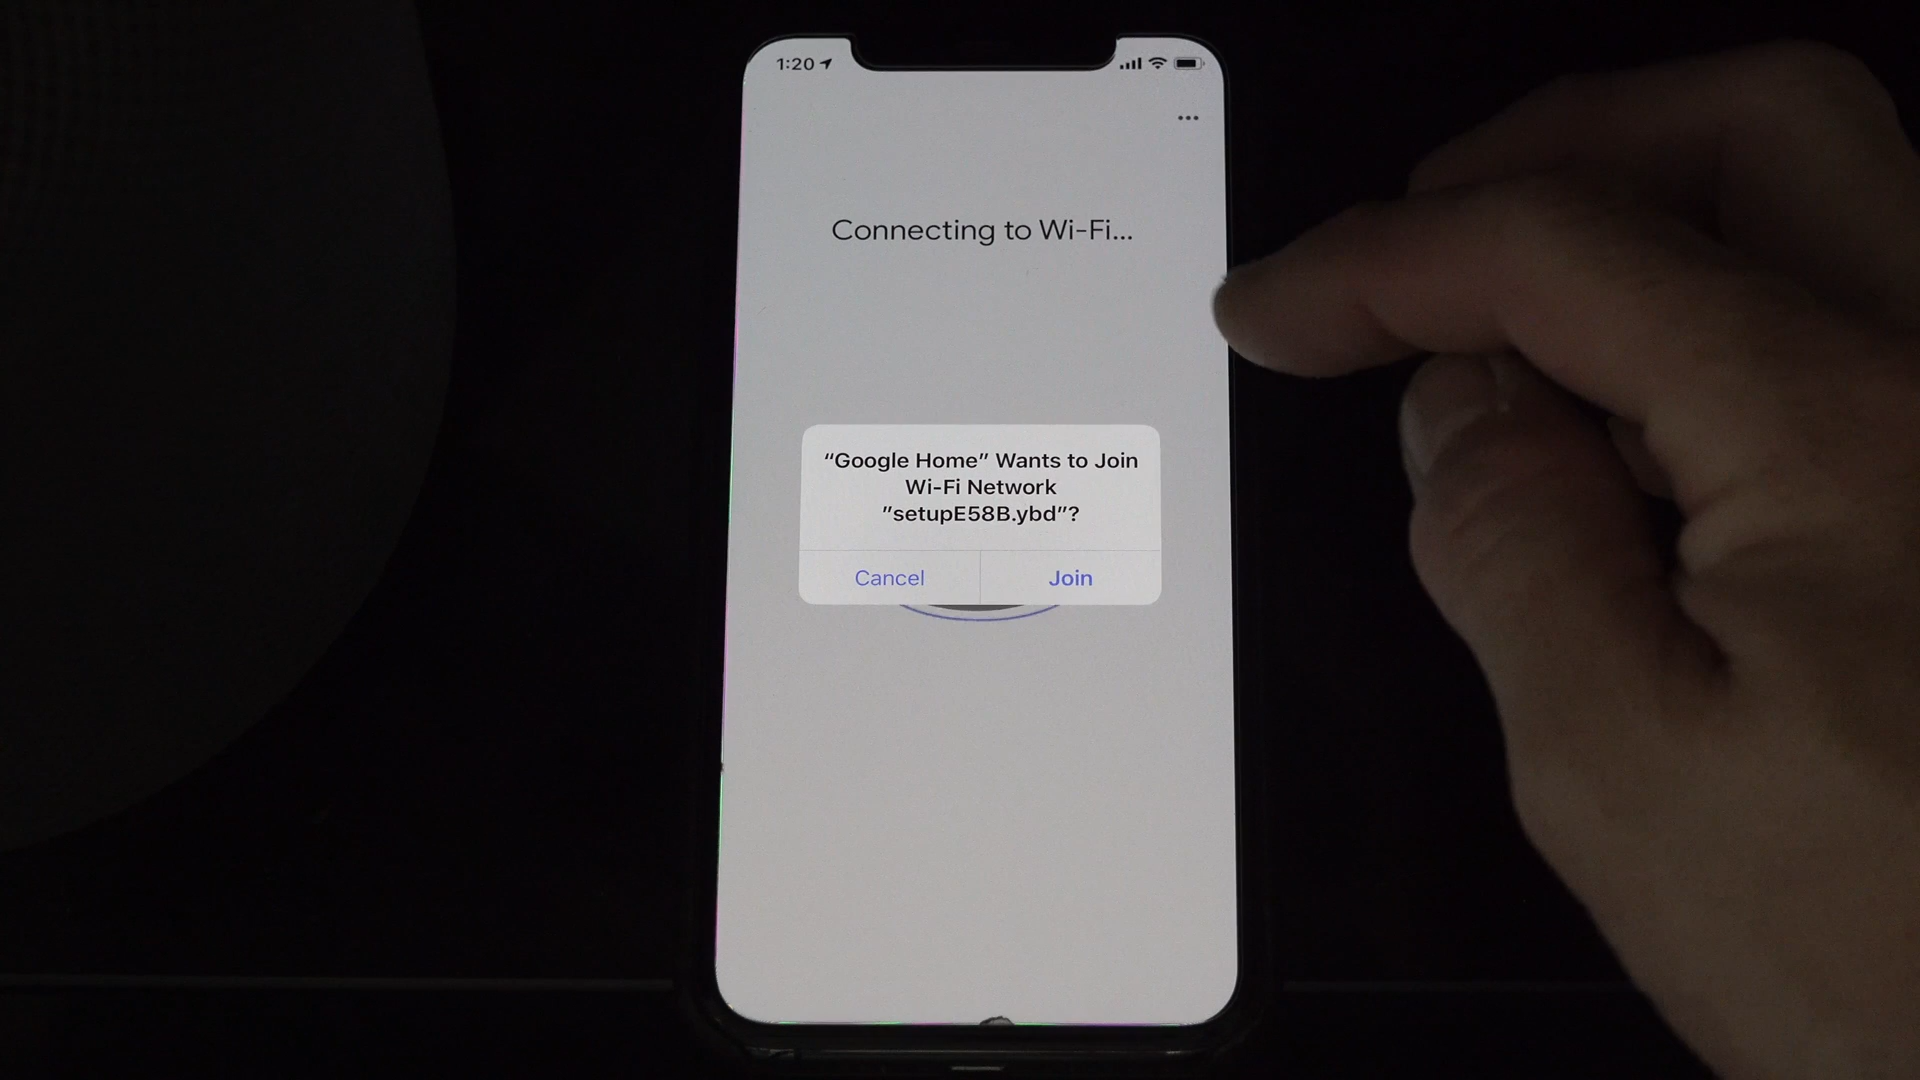 1:20
...
Connecting to Wi-Fi...
“Google Home” Wants to Join
Wi-Fi Network
"setupE58B.ybd”?
Cancel
Join